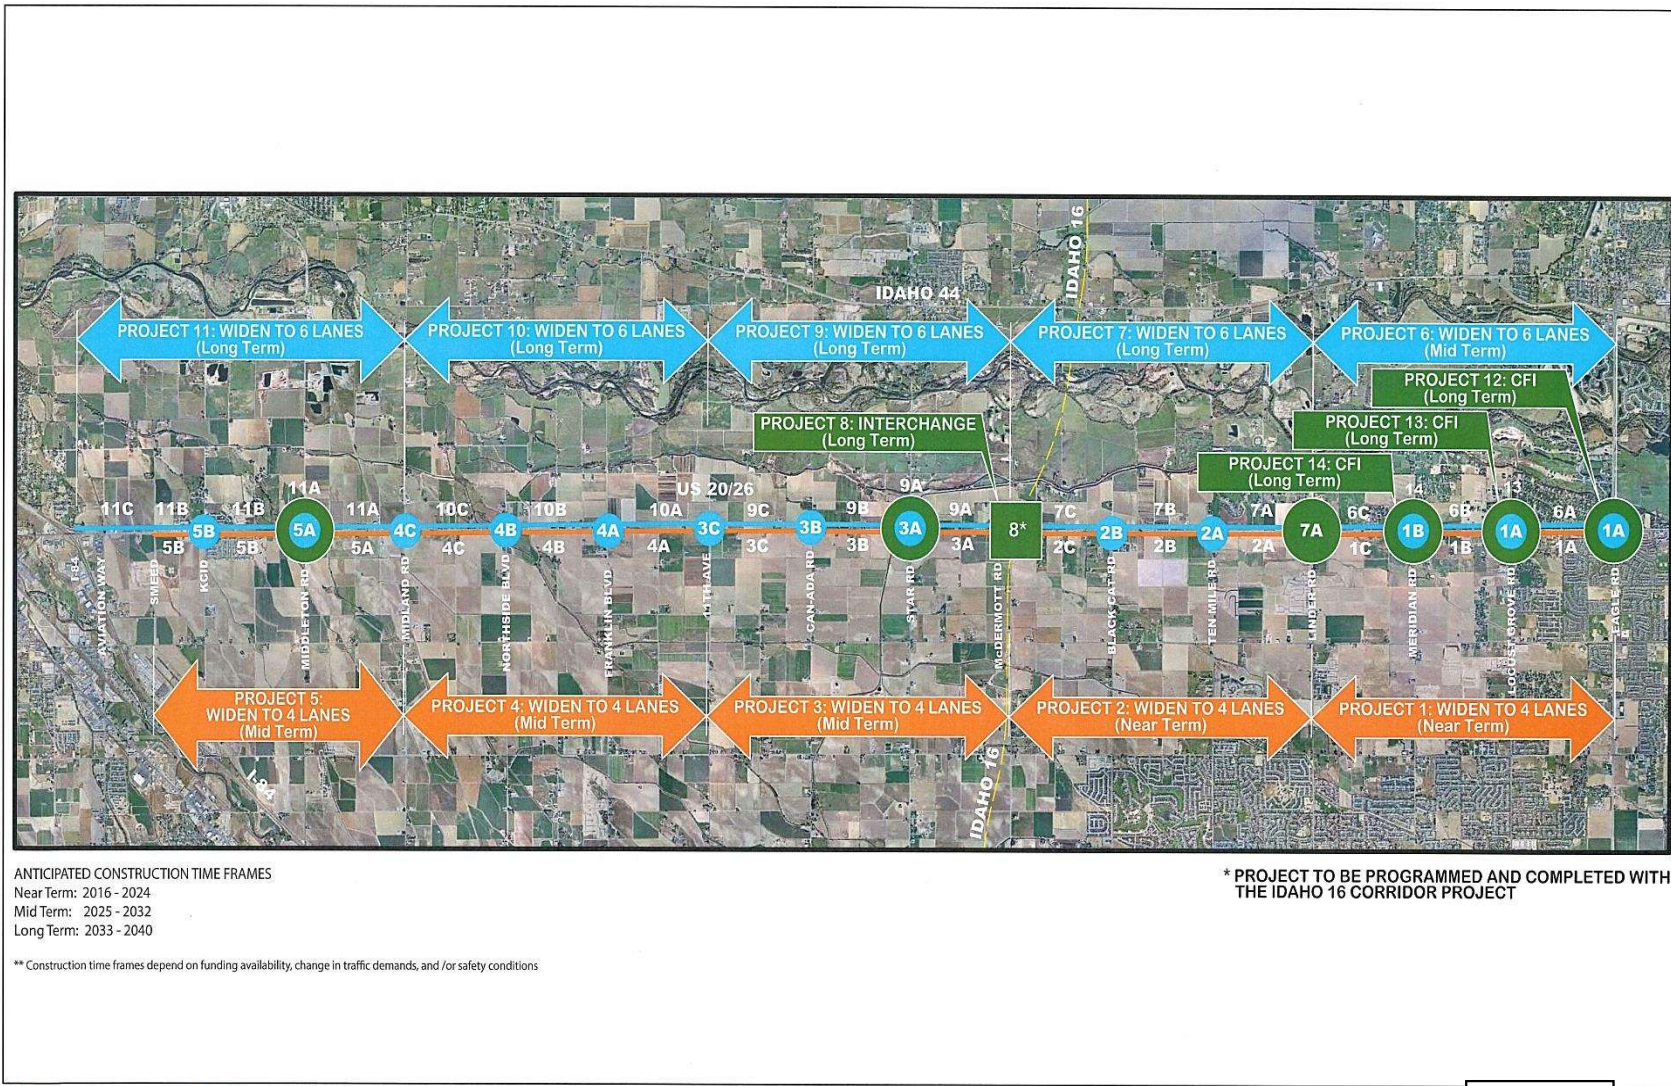 IDAHO 16
IDAHO 44
PROJECT 11: WIDEN TO 6 LANES
(Long Term)
PROJECT 10: WIDEN TO 6 LANES
(Long Term)
PROJECT 9: WIDEN TO 6 LANES
(Long Term)
PROJECT 7: WIDEN TO 6 LANES
(Long Term)
PROJECT 6: WIDEN TO 6 LANES
(Mid Term)
PROJECT 12: CFI
(Long Term)
PROJECT 8: INTERCHANGE
(Long Term)
PROJECT 13: CFI
(Long Term)
PROJECT 14: CFI
(Long Term)
US 20/26
11A
9A
14
13
11C 11B 11B 11A 10C 10B 10A 9C 9B 9A 7C 7B 7A 6C 6B 6A
5B 5A 4C 4B 4A 3C 3B 3A 8* 2B 2A 7A 1B 1A 1A
5B 5B 5A 4C 4B 4A 3C 3B 3A 2C 2B 2A 1C 1B 1A
I-84
AVIATION WAY
SMEED
KCID
MIDDLETON RD
MIDLAND RD
NORTHSIDE BLVD
FRANKLIN BLVD
11TH AVE
CAN-ADA RD
STAR RD
McDERMOTT RD
BLACK CAT RD
TEN MILE RD
LINDER RD
MERIDIAN RD
LOCUST GROVE RD
EAGLE RD
PROJECT 5:
WIDEN TO 4 LANES
(Mid Term)
PROJECT 4: WIDEN TO 4 LANES
(Mid Term)
PROJECT 3: WIDEN TO 4 LANES
(Mid Term)
PROJECT 2: WIDEN TO 4 LANES
(Near Term)
PROJECT 1: WIDEN TO 4 LANES
(Near Term)
I-84
IDAHO 16
ANTICIPATED CONSTRUCTION TIME FRAMES
Near Term: 2016 - 2024
Mid Term: 2025 - 2032
Long Term: 2033 - 2040
** Construction time frames depend on funding availability, change in traffic demands, and /or safety conditions
* PROJECT TO BE PROGRAMMED AND COMPLETED WITH
THE IDAHO 16 CORRIDOR PROJECT